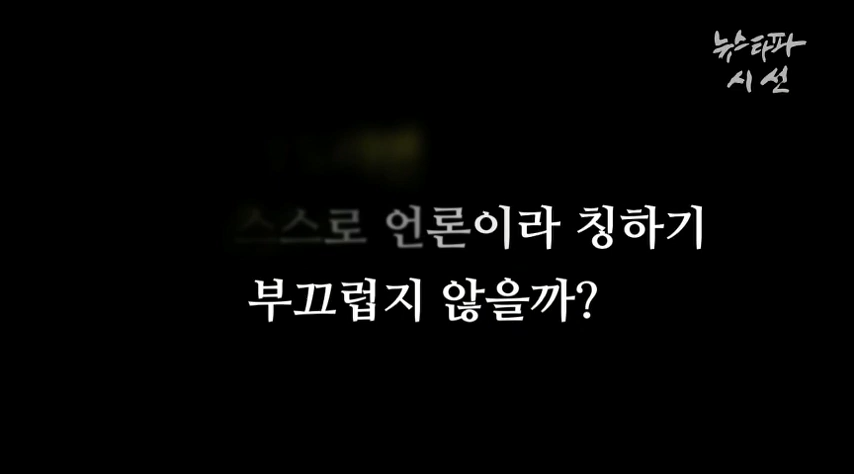 뉴스타파
시선
스스로 언론이라 칭하기
부끄럽지 않을까?